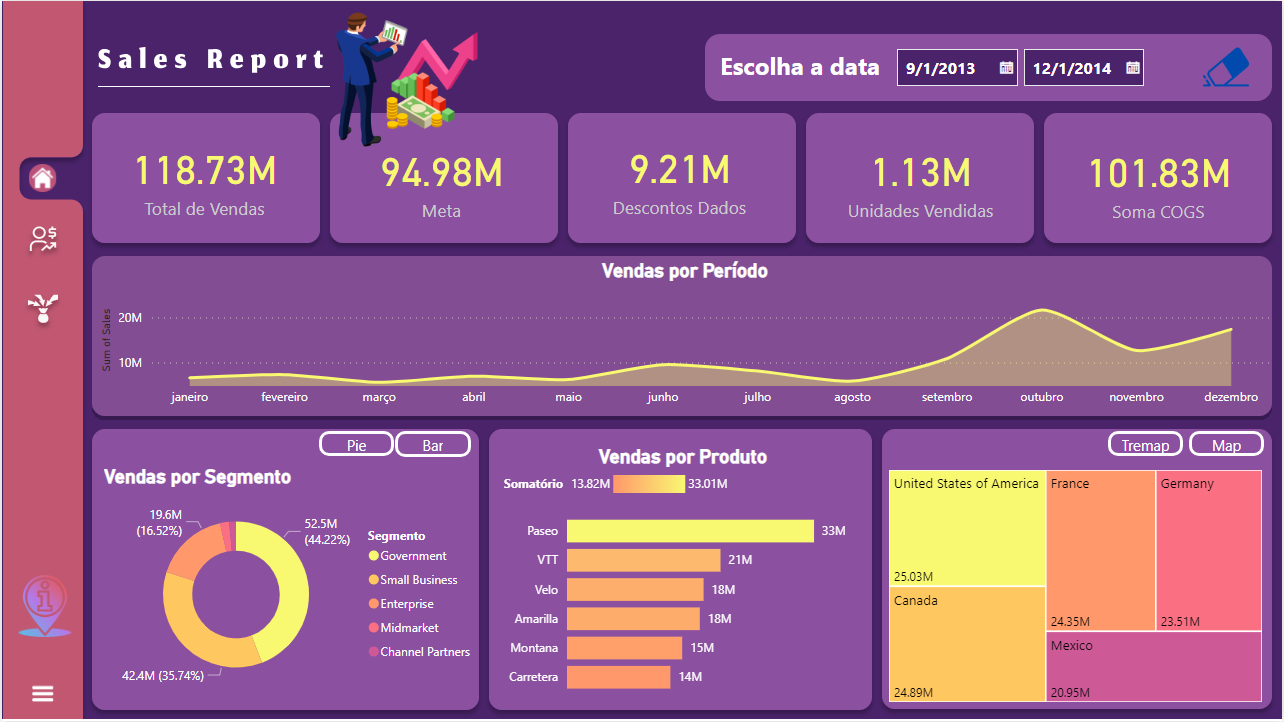 Sales Report
Escolha a data
9/1/2013
12/1/2014
118.73M
Total de Vendas
94.98M
Meta
9.21M
Descontos Dados
1.13M
Unidades Vendidas
101.83M
Soma COGS
Vendas por Período
Sum of Sales
20M
10M
janeiro fevereiro março abril maio junho julho agosto setembro outubro novembro dezembro
Pie
Bar
Vendas por Segmento
19.6M
(16.52%)
52.5M
(44.22%)
42.4M (35.74%)
Segmento
Government
Small Business
Enterprise
Midmarket
Channel Partners
Vendas por Produto
Somatório 13.82M 33.01M
Paseo 33M
VTT 21M
Velo 18M
Amarilla 18M
Montana 15M
Carretera 14M
Tremap
Map
United States of America
25.03M
France
24.35M
Germany
23.51M
Canada
24.89M
Mexico
20.95M